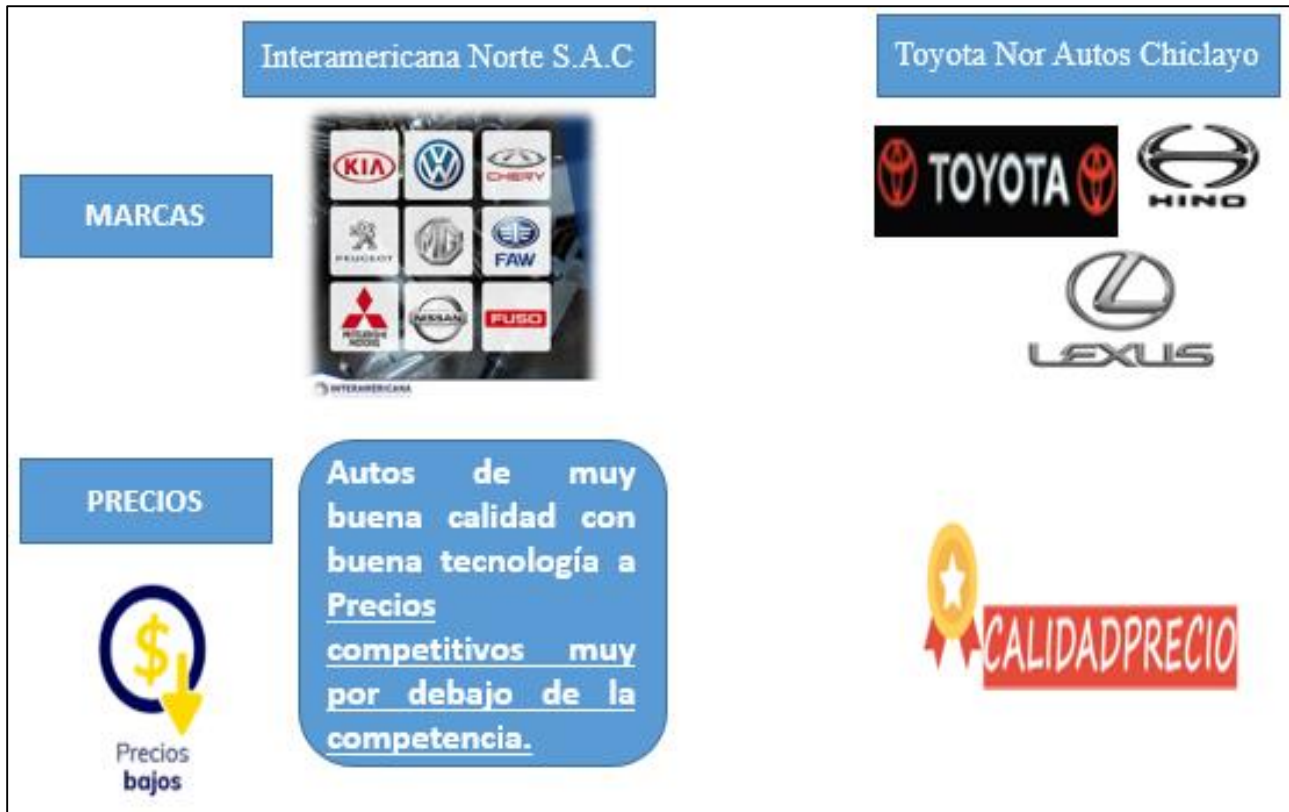 Interamericana Norte S.A.C
Toyota Nor Autos Chiclayo
MARCAS
KIA
VW
CHERY
PEUGEOT
MG
FAW
MITSUBISHI
NISSAN
FUSO
INTERAMERICANA
TOYOTA
HINO
LEXUS
PRECIOS
Autos de muy
buena calidad con
buena tecnología a
Precios
competitivos muy
por debajo de la
competencia.
$
Precios
bajos
CALIDADPRECIO